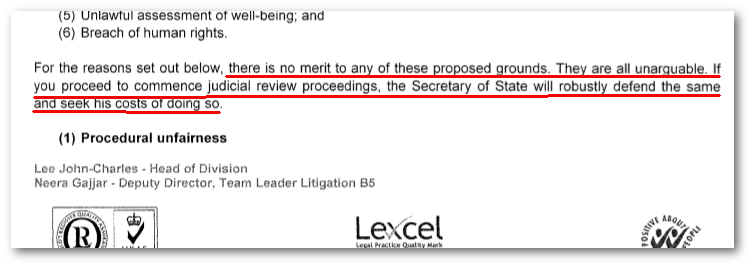 (5) Unlawful assessment of well-being; and
(6) Breach of human rights.
For the reasons set out below, there is no merit to any of these proposed grounds. They are all unarguable. If
you proceed to commence judicial review proceedings, the Secretary of State will robustly defend the same
and seek his costs of doing so.
(1) Procedural unfairness
Lee John-Charles - Head of Division
Neera Gajjar - Deputy Director, Team Leader Litigation B5
REGISTER QUALITY
R
Lexcel
Legal Practice Quality Mark
POSITIVE ABOUT
PEOPLE